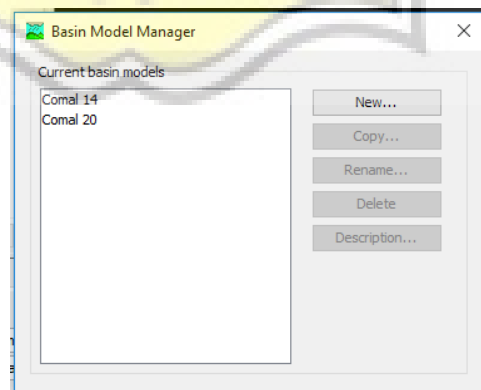 Basin Model Manager
Current basin models
Comal 14
Comal 20
New...
Copy...
Rename...
Delete
Description...